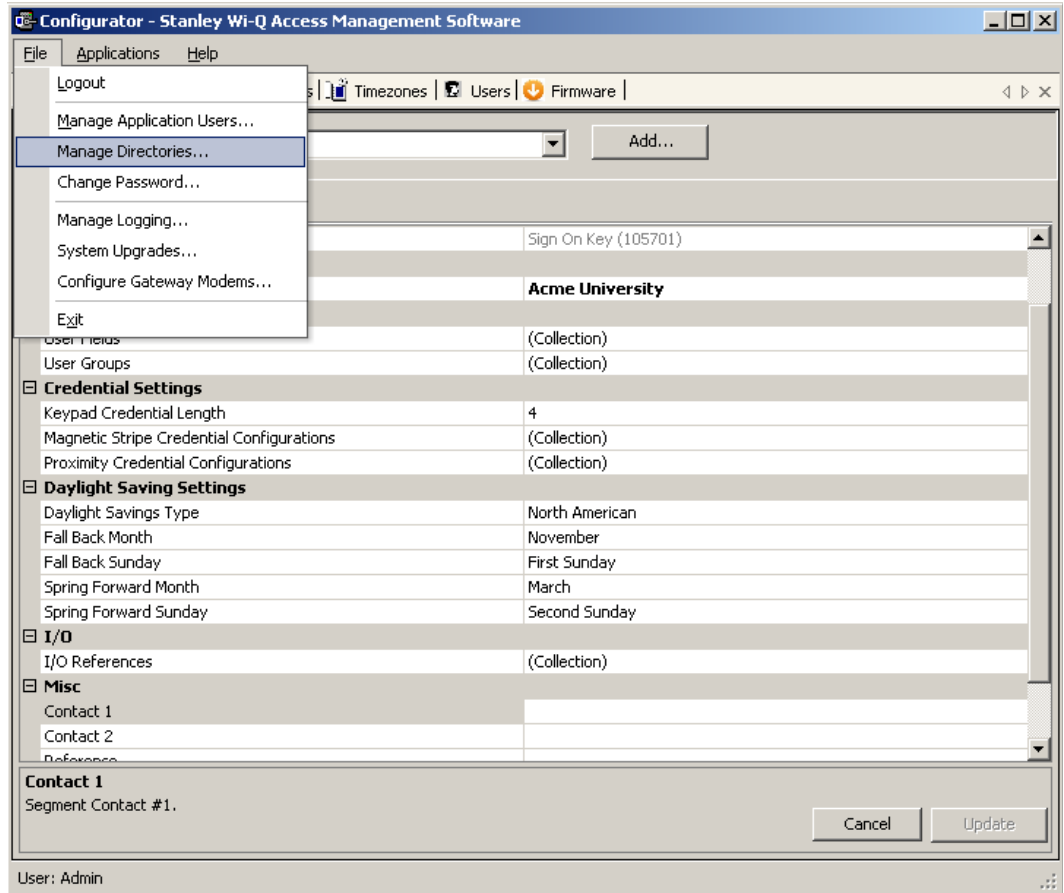 Configurator - Stanley Wi-Q Access Management Software
File Applications Help
Logout
Manage Application Users...
Manage Directories...
Change Password...
Manage Logging...
System Upgrades...
Configure Gateway Modems...
Exit
Timezones Users Firmware
Add...
Sign On Key (105701)
Acme University
User Fields (Collection)
User Groups (Collection)
Credential Settings
Keypad Credential Length 4
Magnetic Stripe Credential Configurations (Collection)
Proximity Credential Configurations (Collection)
Daylight Saving Settings
Daylight Savings Type North American
Fall Back Month November
Fall Back Sunday First Sunday
Spring Forward Month March
Spring Forward Sunday Second Sunday
I/O
I/O References (Collection)
Misc
Contact 1
Contact 2
Reference
Contact 1
Segment Contact #1.
Cancel Update
User: Admin